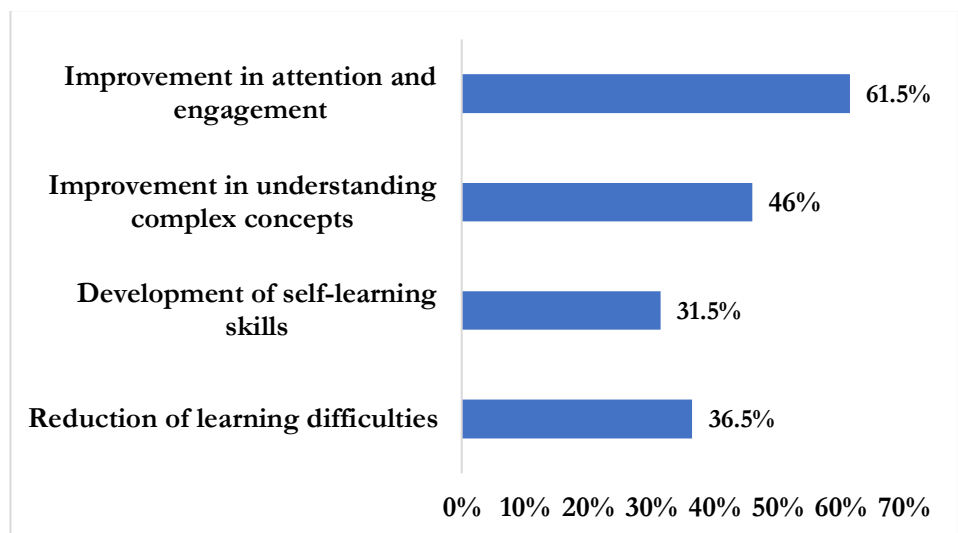 Improvement in attention and
engagement
61.5%
Improvement in understanding
complex concepts
46%
Development of self-learning
skills
31.5%
Reduction of learning difficulties
36.5%
0% 10% 20% 30% 40% 50% 60% 70%